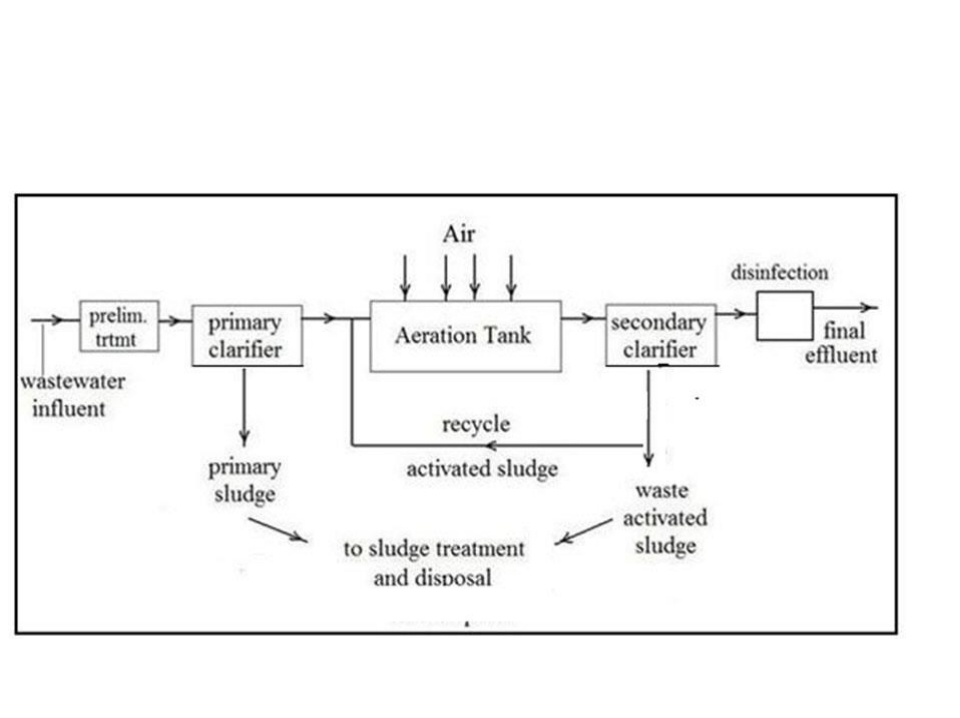 Air
disinfection
prelim.
trtmt
primary
clarifier
Aeration Tank
secondary
clarifier
final
effluent
wastewater
influent
recycle
activated sludge
primary
sludge
waste
activated
sludge
to sludge treatment
and disposal